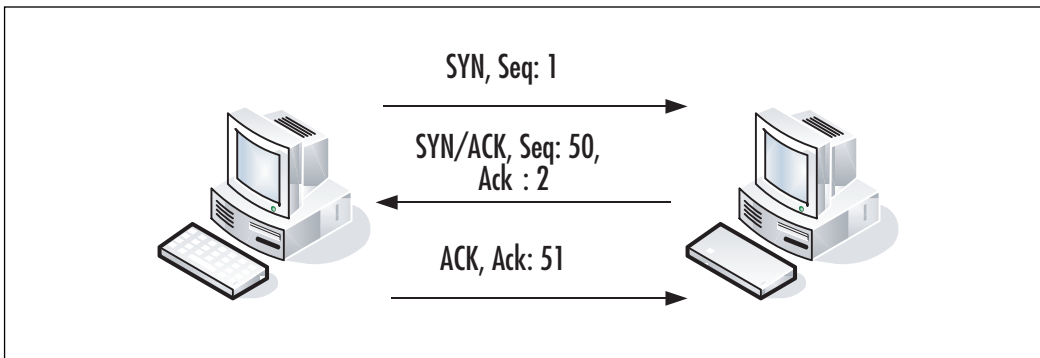 SYN, Seq: 1
SYN/ACK, Seq: 50,
Ack : 2
ACK, Ack: 51